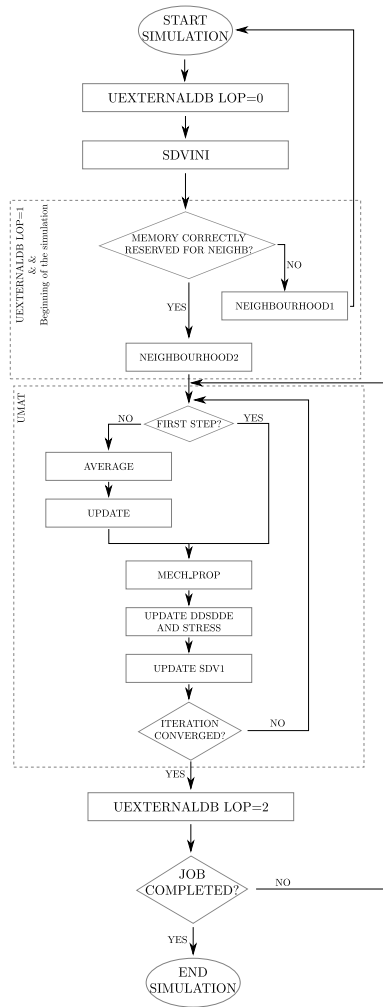 START
SIMULATION
UEXTERNALDB LOP=0
SDVINI
UEXTERNALDB LOP=1
& &
Beginning of the simulation
MEMORY CORRECTLY
RESERVED FOR NEIGHB?
NO
YES
NEIGHBOURHOOD1
NEIGHBOURHOOD2
UMAT
NO
FIRST STEP?
YES
AVERAGE
UPDATE
MECH_PROP
UPDATE DDSDDE
AND STRESS
UPDATE SDV1
ITERATION
CONVERGED?
NO
YES
UEXTERNALDB LOP=2
JOB
COMPLETED?
NO
YES
END
SIMULATION